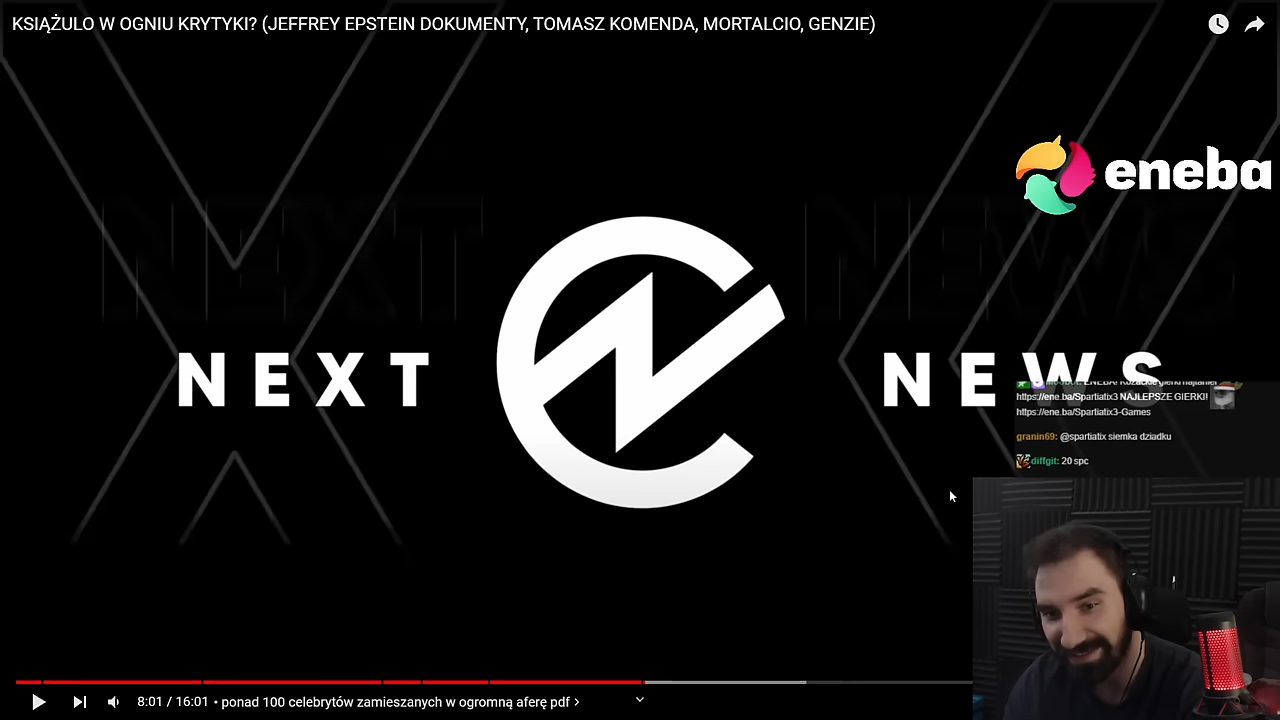 KSIĄŻULO W OGNIU KRYTYKI? (JEFFREY EPSTEIN DOKUMENTY, TOMASZ KOMENDA, MORTALCIO, GENZIE)
eneba
NEXT NEWS
https://ene.ba/Spartiatix3 NAJLEPSZE GIERKI!
https://ene.ba/Spartiatix3-Games
granin69: @spartiatix siemka dziadku
diffgit: 20 spc
8:01 / 16:01 • ponad 100 celebrytów zamieszanych w ogromną aferę pdf